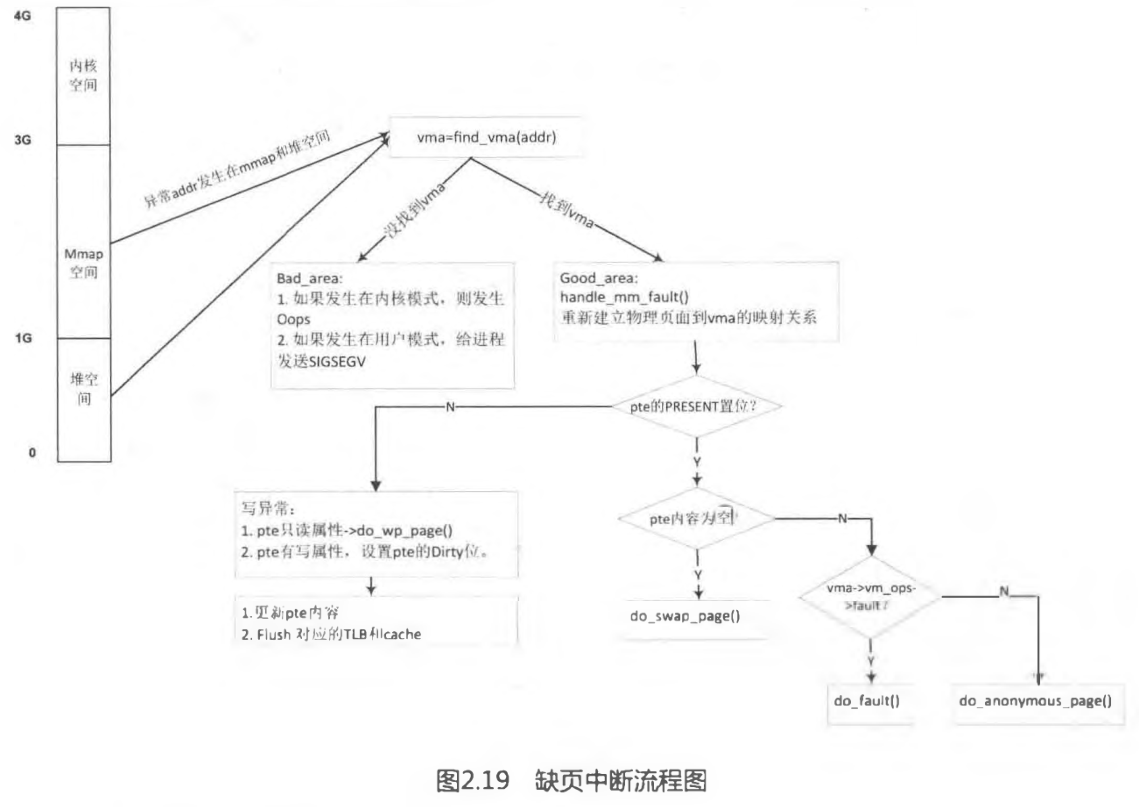 4G
内核
空间
3G
异常addr发生在mmap和堆空间
vma=find_vma(addr)
没找到vma
找到vma
Mmap
空间
Bad_area:
1. 如果发生在内核模式，则发生
Oops
2. 如果发生在用户模式，给进程
发送SIGSEGV
Good_area:
handle_mm_fault()
重新建立物理页面到vma的映射关系
1G
堆空
间
0
N
pte的PRESENT置位？
Y
写异常：
1. pte只读属性->do_wp_page()
2. pte有写属性，设置pte的Dirty位。
pte内容为空？
N
Y
1.更新pte内容
2. Flush 对应的TLB和cache
do_swap_page()
vma->vm_ops-
>fault？
N
Y
do_fault()
do_anonymous_page()
图2.19 缺页中断流程图